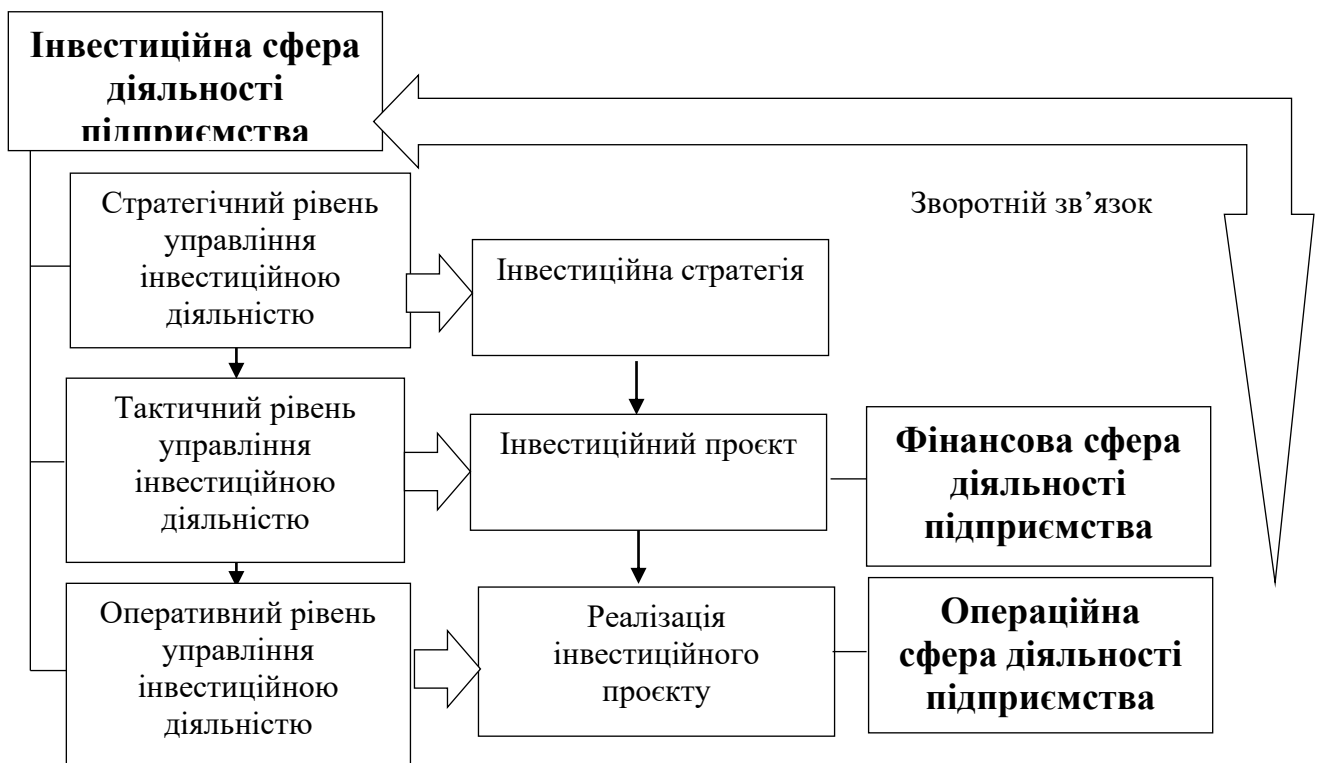 Інвестиційна сфера
діяльності
підприємства
Стратегічний рівень
управління
інвестиційною
діяльністю
Інвестиційна стратегія
Зворотній зв’язок
Тактичний рівень
управління
інвестиційною
діяльністю
Інвестиційний проєкт
Фінансова сфера
діяльності
підприємства
Оперативний рівень
управління
інвестиційною
діяльністю
Реалізація
інвестиційного
проєкту
Операційна
сфера діяльності
підприємства